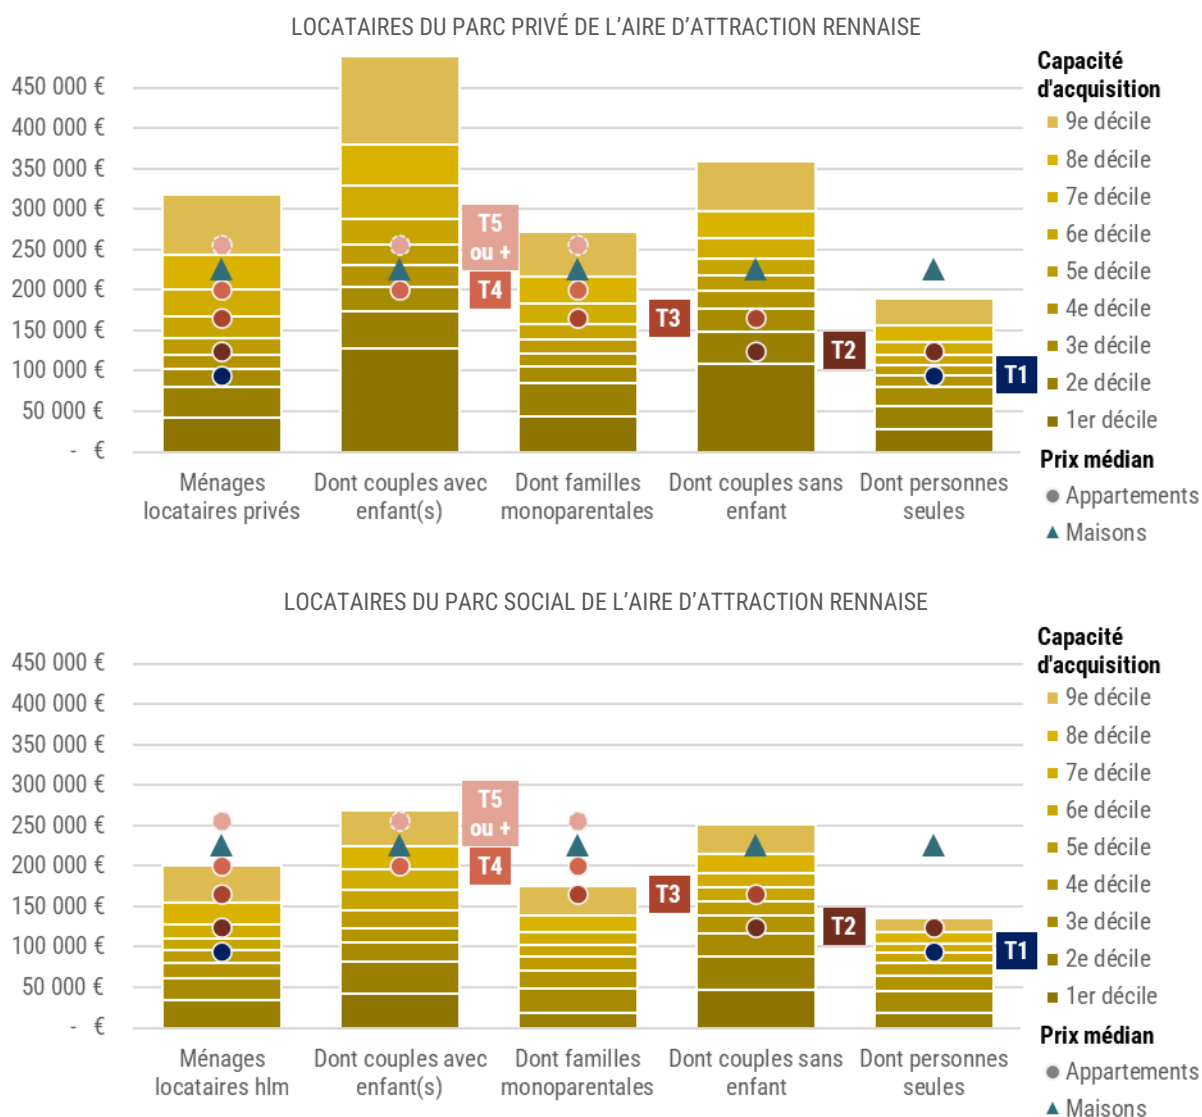 LOCATAIRES DU PARC PRIVÉ DE L'AIRE D'ATTRACTION RENNAISE
450 000 €
400 000 €
350 000 €
300 000 €
250 000 €
200 000 €
150 000 €
100 000 €
50 000 €
- €
T5
ou +
T4
T3
T2
T1
Ménages
locataires privés
Dont couples avec
enfant(s)
Dont familles
monoparentales
Dont couples sans
enfant
Dont personnes
seules
Capacité
d'acquisition
9e décile
8e décile
7e décile
6e décile
5e décile
4e décile
3e décile
2e décile
1er décile
Prix médian
Appartements
Maisons
LOCATAIRES DU PARC SOCIAL DE L'AIRE D'ATTRACTION RENNAISE
450 000 €
400 000 €
350 000 €
300 000 €
250 000 €
200 000 €
150 000 €
100 000 €
50 000 €
- €
T5
ou +
T4
T3
T2
T1
Ménages
locataires hlm
Dont couples avec
enfant(s)
Dont familles
monoparentales
Dont couples sans
enfant
Dont personnes
seules
Capacité
d'acquisition
9e décile
8e décile
7e décile
6e décile
5e décile
4e décile
3e décile
2e décile
1er décile
Prix médian
Appartements
Maisons